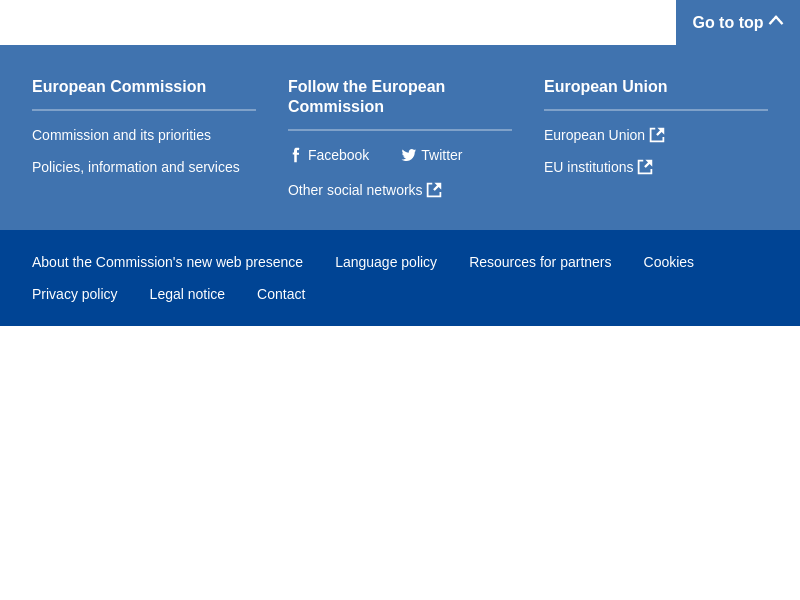 Go to top
European Commission
Commission and its priorities
Policies, information and services
Follow the European
Commission
Facebook
Twitter
Other social networks
European Union
European Union
EU institutions
About the Commission's new web presence
Language policy
Resources for partners
Cookies
Privacy policy
Legal notice
Contact